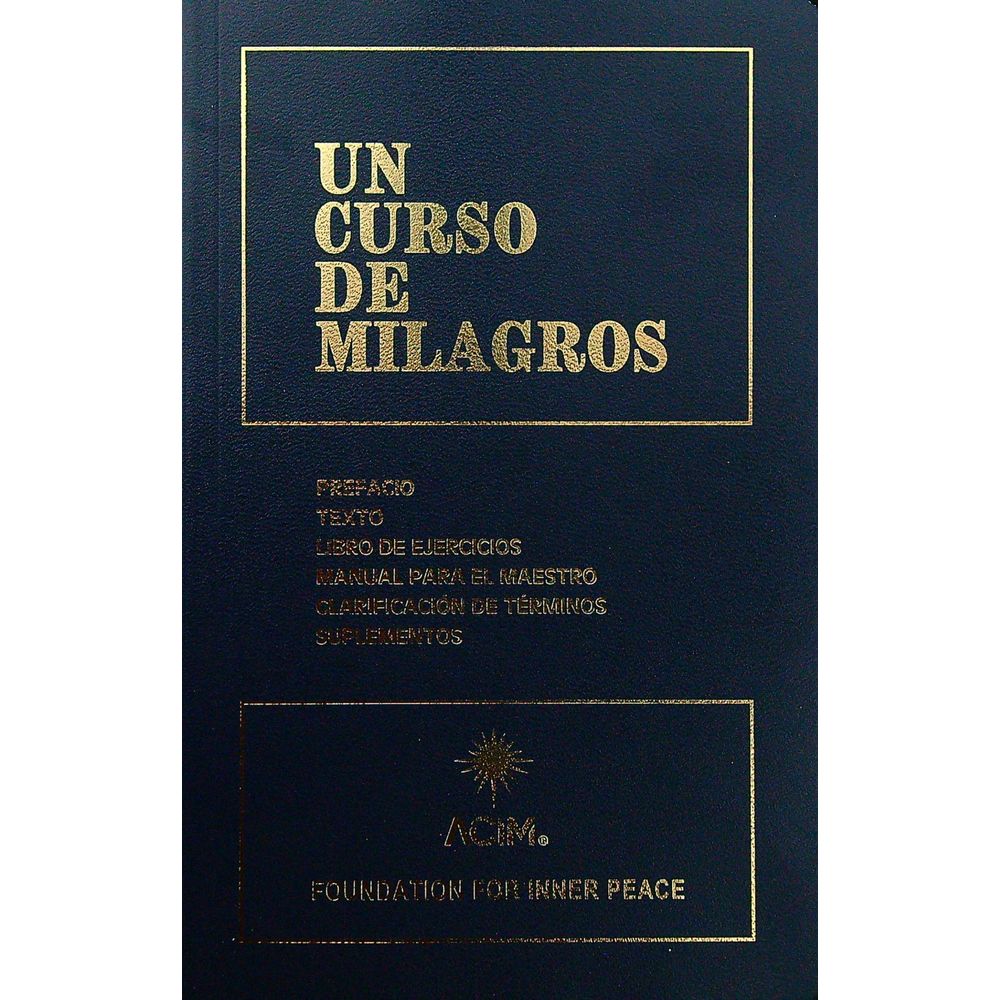 UN
CURSO
DE
MILAGROS
PREFACIO
TEXTO
LIBRO DE EJERCICIOS
MANUAL PARA EL MAESTRO
CLARIFICACIÓN DE TÉRMINOS
SUPLEMENTOS
ACIM®
FOUNDATION FOR INNER PEACE